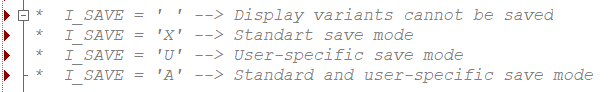 *  I_SAVE = ' ' --> Display variants cannot be saved
*  I_SAVE = 'X' --> Standart save mode
*  I_SAVE = 'U' --> User-specific save mode
*  I_SAVE = 'A' --> Standard and user-specific save mode